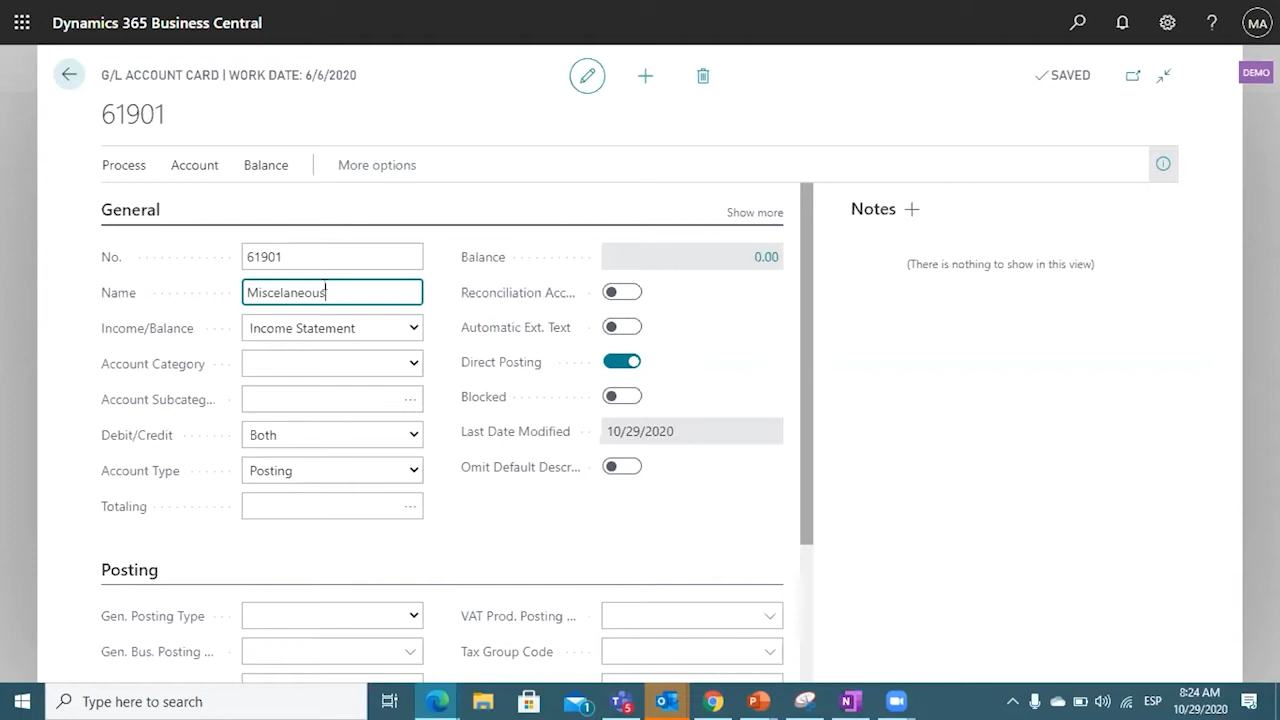 Dynamics 365 Business Central
MA
G/L ACCOUNT CARD | WORK DATE: 6/6/2020
SAVED
DEMO
61901
Process Account Balance More options
General
Show more
Notes
(There is nothing to show in this view)
No. 61901
Name Miscelaneous
Income/Balance Income Statement
Account Category
Account Subcateg...
Debit/Credit Both
Account Type Posting
Totaling
Balance 0.00
Reconciliation Acc...
Automatic Ext. Text
Direct Posting
Blocked
Last Date Modified 10/29/2020
Omit Default Descr...
Posting
Gen. Posting Type
Gen. Bus. Posting ...
VAT Prod. Posting ...
Tax Group Code
Type here to search
1
5
ESP
8:24 AM
10/29/2020